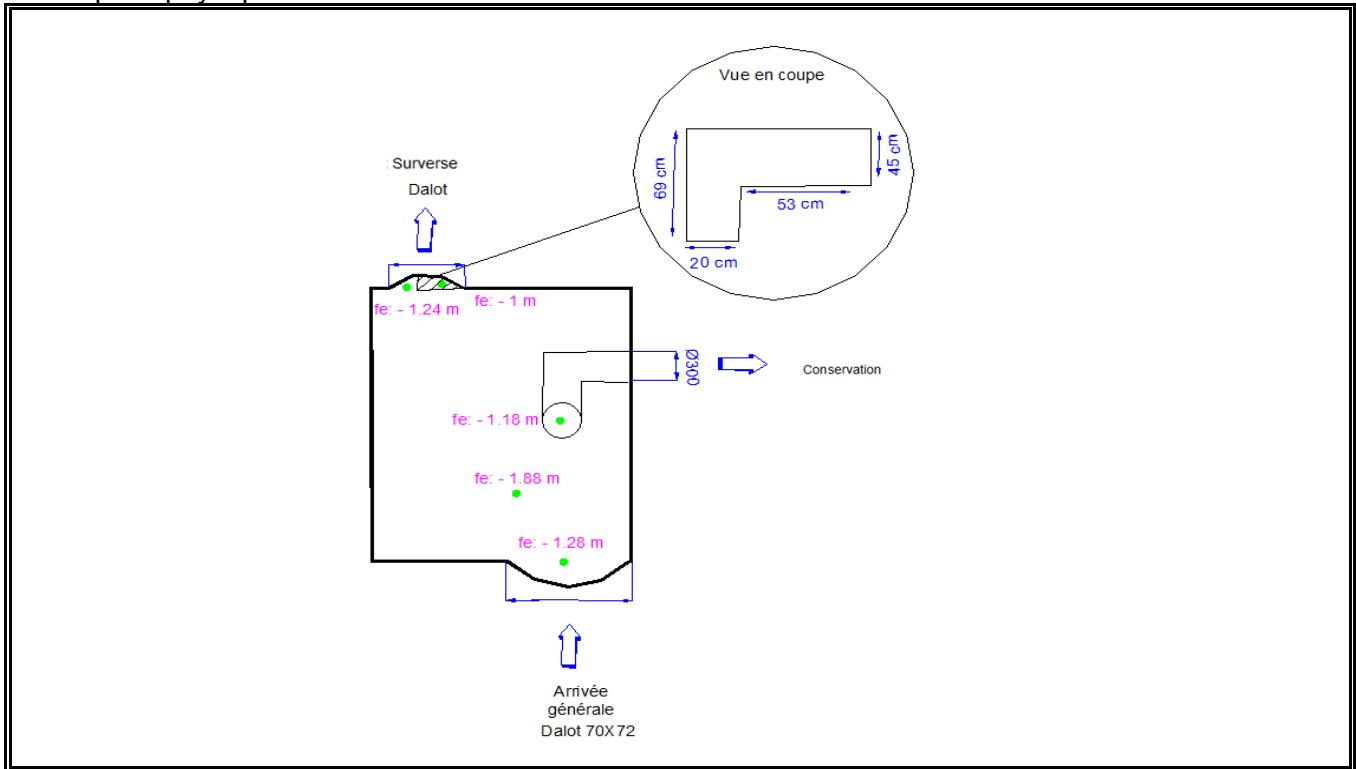 Vue en coupe
69 cm
45 cm
53 cm
20 cm
: Surverse
Dalot
fe: - 1.24 m
fe: - 1 m
Ø300
Conservation
fe: - 1.18 m
fe: - 1.88 m
fe: - 1.28 m
Arrivée
générale
Dalot 70X72